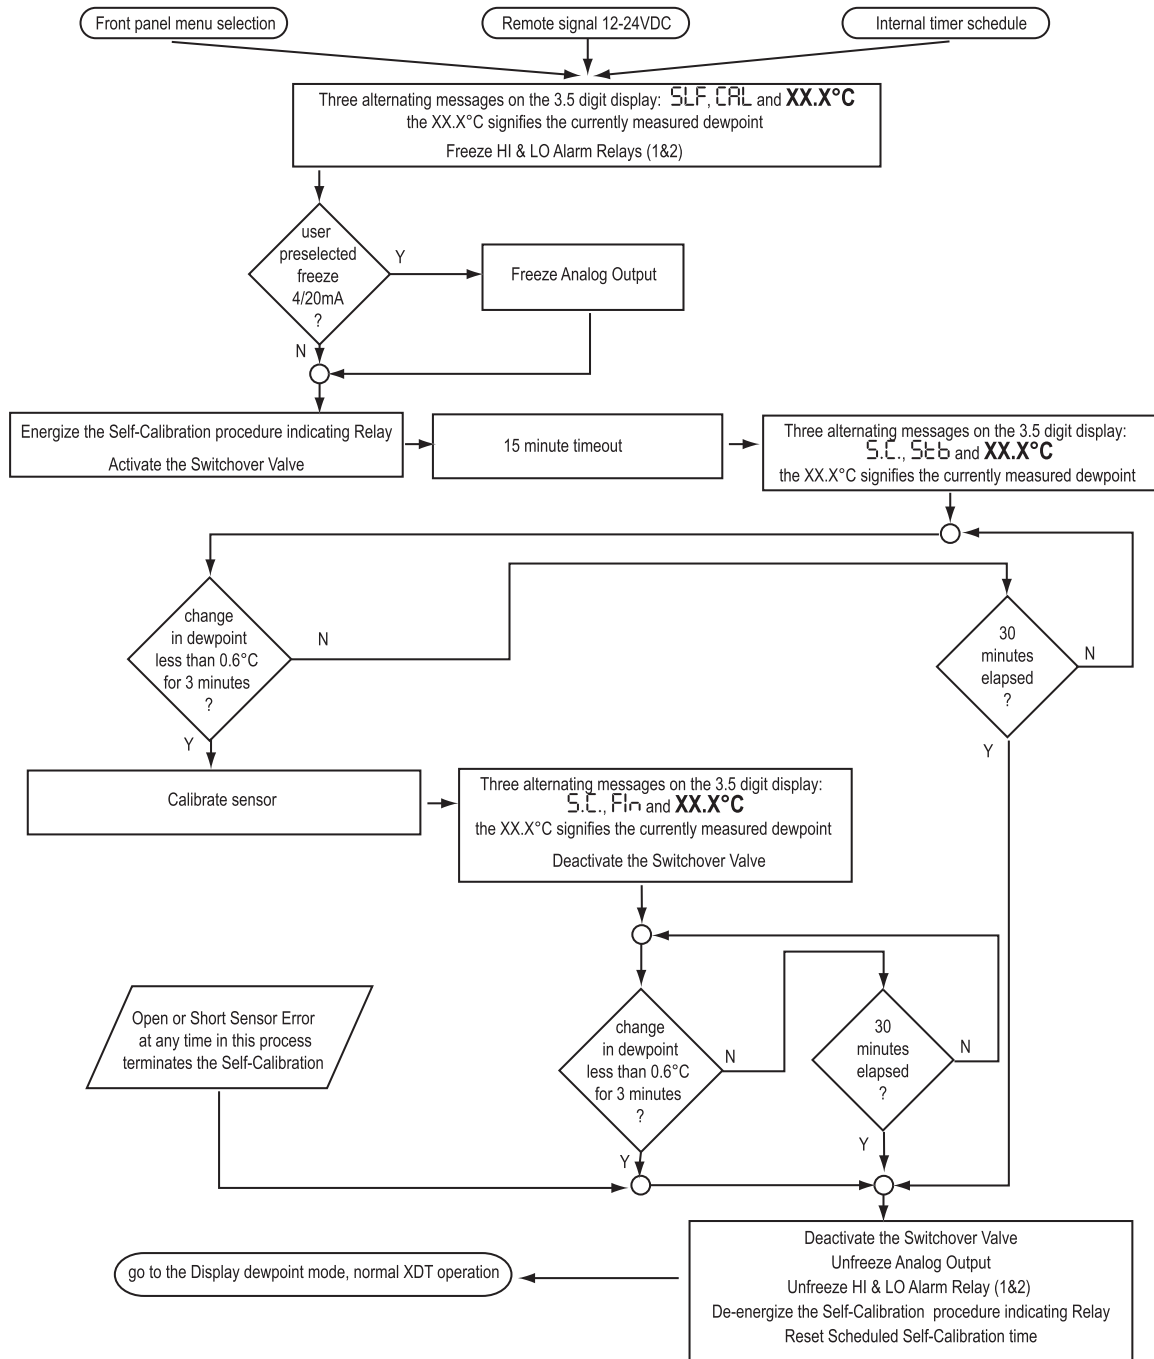 Front panel menu selection
Remote signal 12-24VDC
Internal timer schedule
Three alternating messages on the 3.5 digit display: SLF, CAL and XX.X°C
the XX.X°C signifies the currently measured dewpoint
Freeze HI & LO Alarm Relays (1&2)
user
preselected
freeze
4/20mA
?
Y
Freeze Analog Output
N
Energize the Self-Calibration procedure indicating Relay
Activate the Switchover Valve
15 minute timeout
Three alternating messages on the 3.5 digit display:
S.C., Stb and XX.X°C
the XX.X°C signifies the currently measured dewpoint
change
in dewpoint
less than 0.6°C
for 3 minutes
?
N
30
minutes
elapsed
?
N
Y
Y
Calibrate sensor
Three alternating messages on the 3.5 digit display:
S.C., FIn and XX.X°C
the XX.X°C signifies the currently measured dewpoint
Deactivate the Switchover Valve
Open or Short Sensor Error
at any time in this process
terminates the Self-Calibration
change
in dewpoint
less than 0.6°C
for 3 minutes
?
N
30
minutes
elapsed
?
N
Y
Y
Deactivate the Switchover Valve
Unfreeze Analog Output
Unfreeze HI & LO Alarm Relay (1&2)
De-energize the Self-Calibration procedure indicating Relay
Reset Scheduled Self-Calibration time
go to the Display dewpoint mode, normal XDT operation